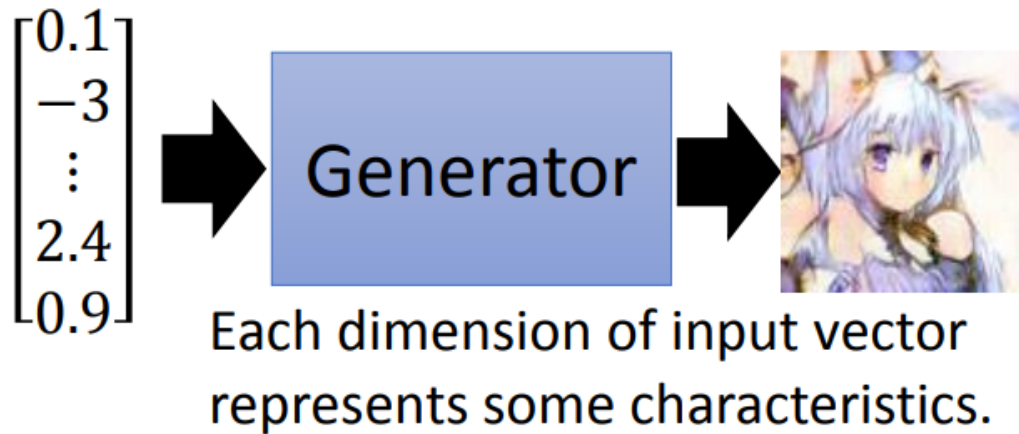 0.1
−3
⋮
2.4
0.9
Generator
Each dimension of input vector
represents some characteristics.